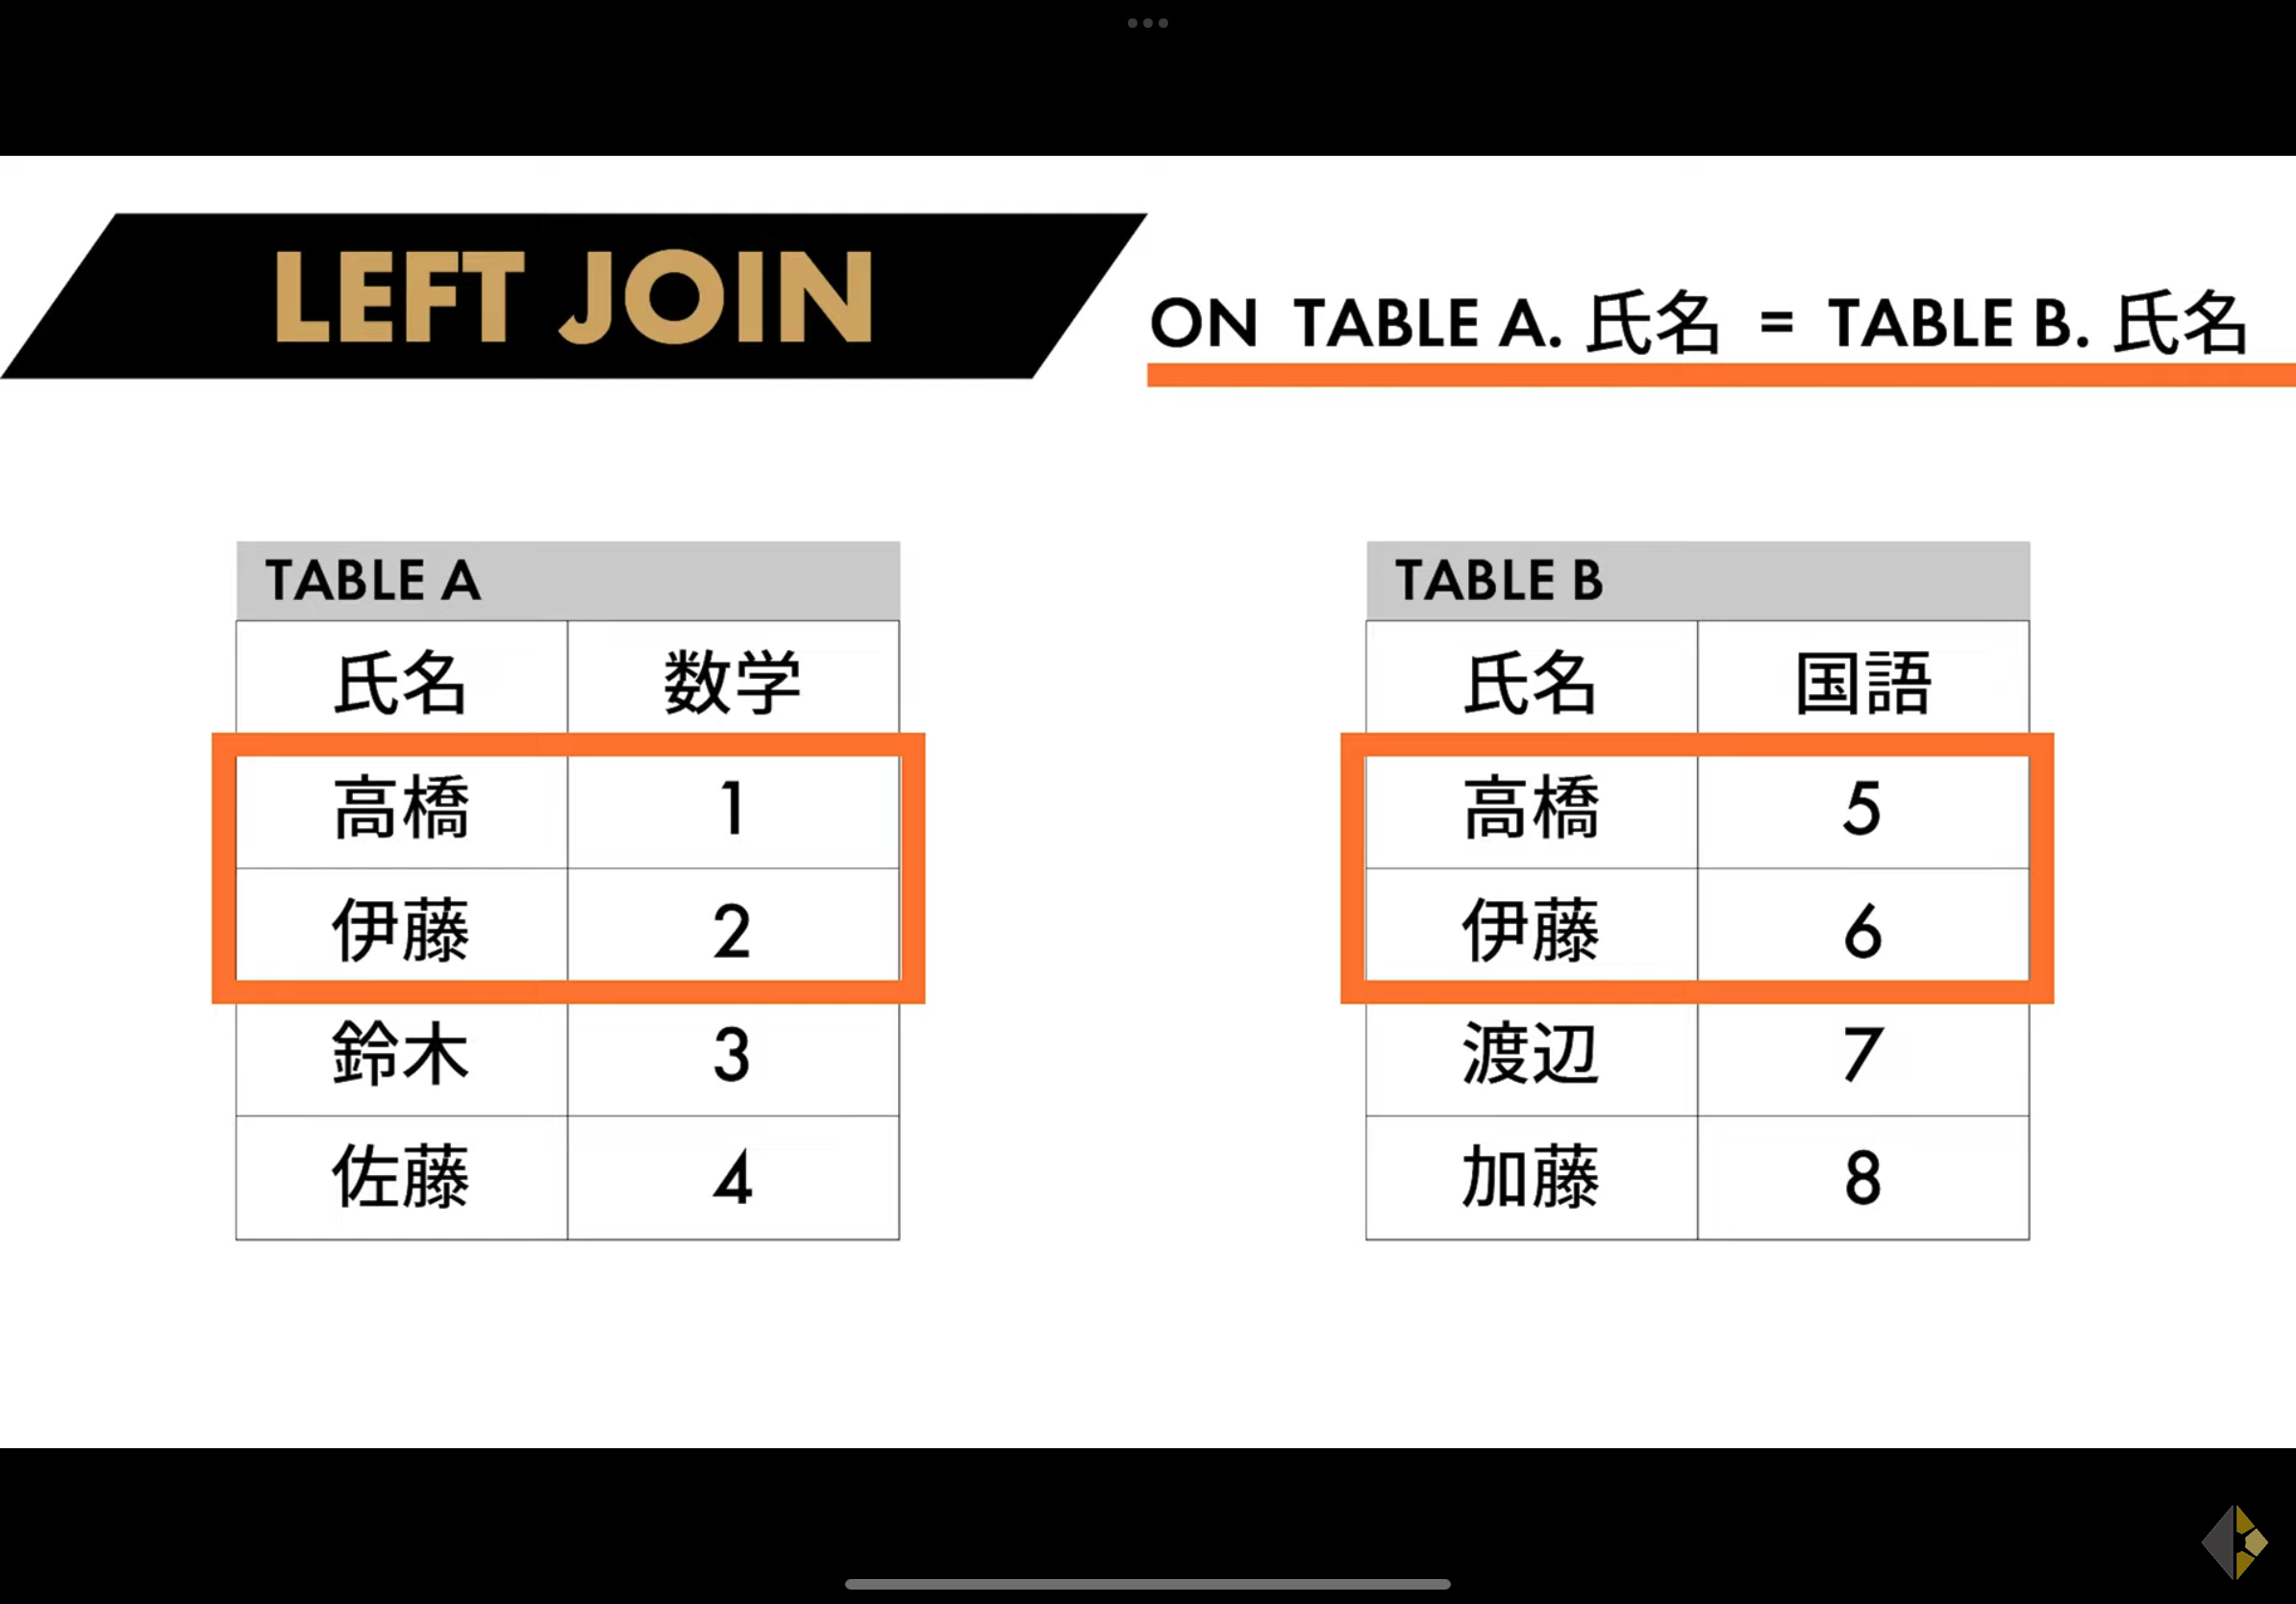 LEFT JOIN
ON TABLE A. 氏名 = TABLE B. 氏名
TABLE A
氏名 数学
高橋 1
伊藤 2
鈴木 3
佐藤 4
TABLE B
氏名 国語
高橋 5
伊藤 6
渡辺 7
加藤 8